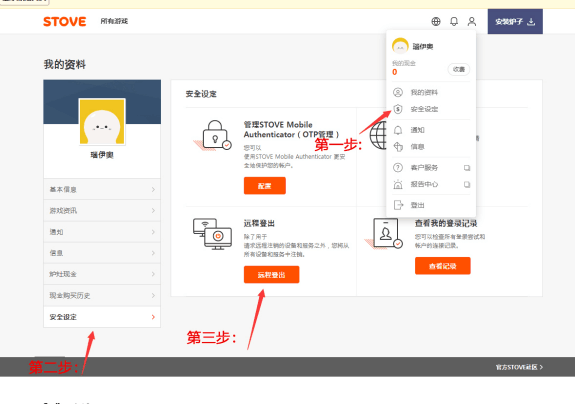 STOVE 所有游戏
安装炉子
瑞伊奥
我的现金
0
收费
我的资料
安全设定
通知
信息
客户服务
报告中心
登出
我的资料
瑞伊奥
基本信息
游戏资讯
通知
信息
炉灶现金
现金购买历史
安全设定
安全设定
管理STOVE Mobile
Authenticator（OTP管理）
您可以
使用STOVE Mobile Authenticator 更安
全地保护您的帐户。
配置
远程登出
除了用于
请求远程注销的设备和服务之外，您将从
所有设备和服务中注销。
远程登出
查看我的登录记录
您可以检查所有登录尝试和
帐户的连接记录。
查看记录
第一步：
第二步：
第三步：
官方STOVE社区